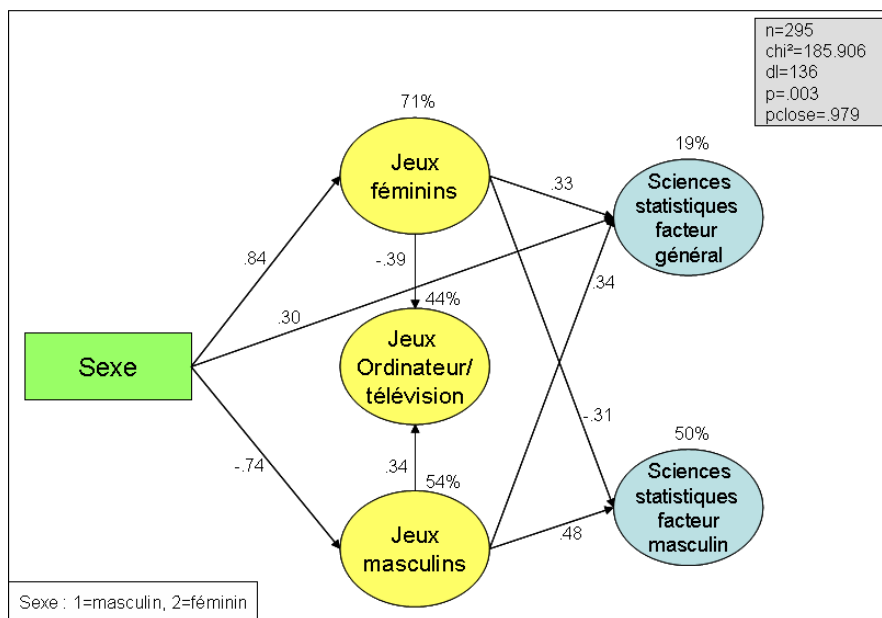 n=295
chi²=185.906
dl=136
p=.003
pclose=.979
71%
Jeux
féminins
19%
Sciences
statistiques
facteur
général
.33
.84
-.39
.30
44%
.34
Jeux
Ordinateur/
télévision
Sexe
-.31
-.74
.34
54%
50%
Sciences
statistiques
facteur
masculin
Jeux
masculins
.48
Sexe : 1=masculin, 2=féminin